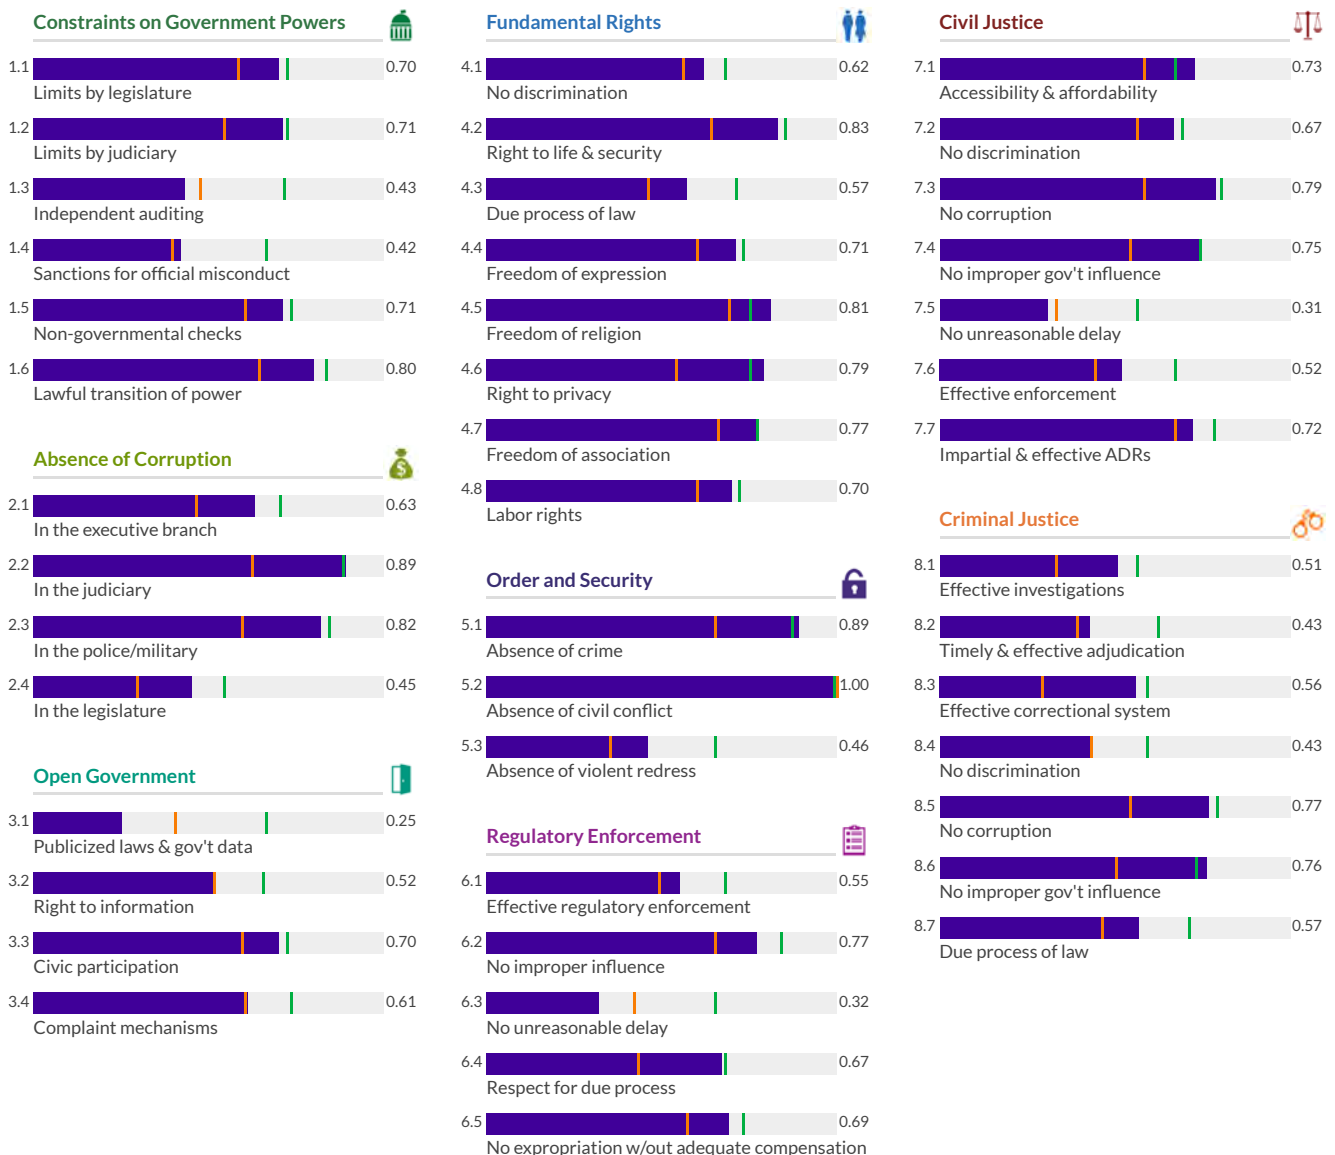 Constraints on Government Powers
1.1 0.70
Limits by legislature
1.2 0.71
Limits by judiciary
1.3 0.43
Independent auditing
1.4 0.42
Sanctions for official misconduct
1.5 0.71
Non-governmental checks
1.6 0.80
Lawful transition of power
Absence of Corruption
$
2.1 0.63
In the executive branch
2.2 0.89
In the judiciary
2.3 0.82
In the police/military
2.4 0.45
In the legislature
Open Government
3.1 0.25
Publicized laws & gov't data
3.2 0.52
Right to information
3.3 0.70
Civic participation
3.4 0.61
Complaint mechanisms
Fundamental Rights
4.1 0.62
No discrimination
4.2 0.83
Right to life & security
4.3 0.57
Due process of law
4.4 0.71
Freedom of expression
4.5 0.81
Freedom of religion
4.6 0.79
Right to privacy
4.7 0.77
Freedom of association
4.8 0.70
Labor rights
Order and Security
5.1 0.89
Absence of crime
5.2 1.00
Absence of civil conflict
5.3 0.46
Absence of violent redress
Regulatory Enforcement
6.1 0.55
Effective regulatory enforcement
6.2 0.77
No improper influence
6.3 0.32
No unreasonable delay
6.4 0.67
Respect for due process
6.5 0.69
No expropriation w/out adequate compensation
Civil Justice
7.1 0.73
Accessibility & affordability
7.2 0.67
No discrimination
7.3 0.79
No corruption
7.4 0.75
No improper gov't influence
7.5 0.31
No unreasonable delay
7.6 0.52
Effective enforcement
7.7 0.72
Impartial & effective ADRs
Criminal Justice
8.1 0.51
Effective investigations
8.2 0.43
Timely & effective adjudication
8.3 0.56
Effective correctional system
8.4 0.43
No discrimination
8.5 0.77
No corruption
8.6 0.76
No improper gov't influence
8.7 0.57
Due process of law